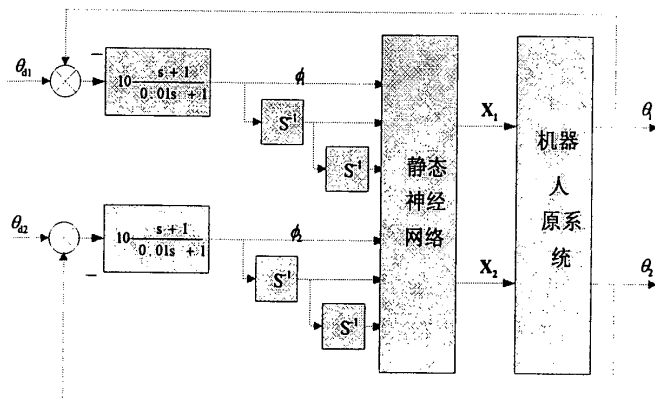 θd1
10 s+1
0.01s +1
ϕ1
S⁻¹
S⁻¹
静态
神经
网络
X1
机器
人
原系
统
θ1
θd2
10 s+1
0.01s +1
ϕ2
S⁻¹
S⁻¹
X2
θ2